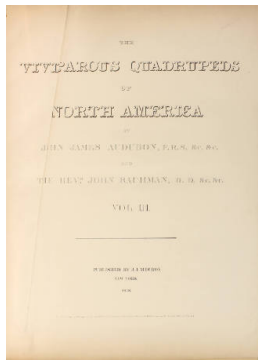 THE
VIVIPAROUS QUADRUPEDS
OF
NORTH AMERICA
BY
JOHN JAMES AUDUBON, F.R.S. &c. &c.
AND
THE REVD. JOHN BACHMAN, D.D. &c. &c.
VOL III
NEW YORK